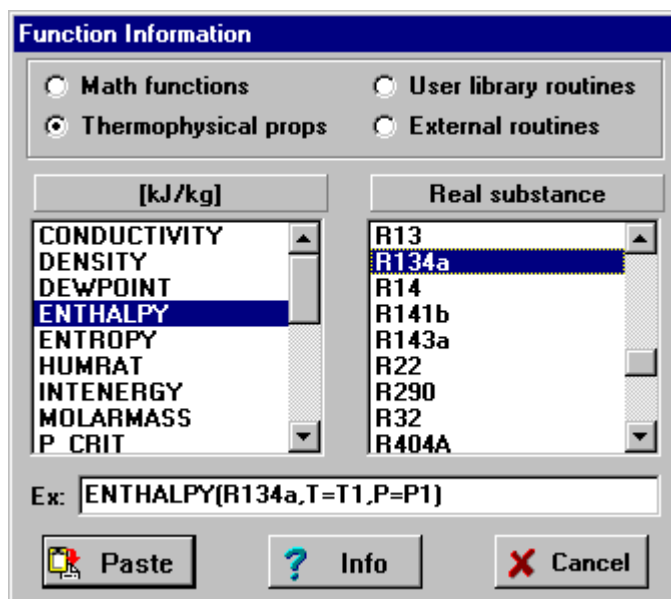 Function Information
Math functions
User library routines
Thermophysical props
External routines
[kJ/kg]
Real substance
CONDUCTIVITY
DENSITY
DEWPOINT
ENTHALPY
ENTROPY
HUMRAT
INTENERGY
MOLARMASS
P_CRIT
R13
R134a
R14
R141b
R143a
R22
R290
R32
R404A
Ex: ENTHALPY(R134a,T=T1,P=P1)
Paste
? Info
Cancel